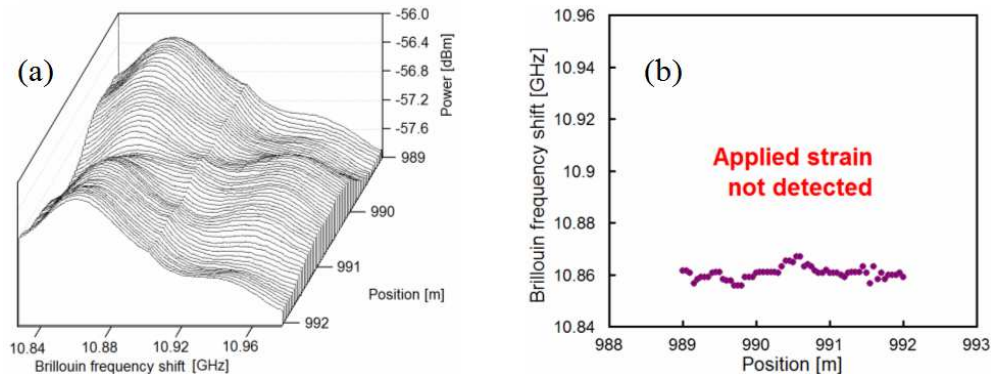 (a)
-56.0
-56.4
-56.8
-57.2
-57.6
Power [dBm]
989
990
991
992
Position [m]
10.84
10.88
10.92
10.96
Brillouin frequency shift [GHz]
(b)
10.96
10.94
10.92
10.9
10.88
10.86
10.84
Brillouin frequency shift [GHz]
Applied strain
not detected
988
989
990
991
992
993
Position [m]